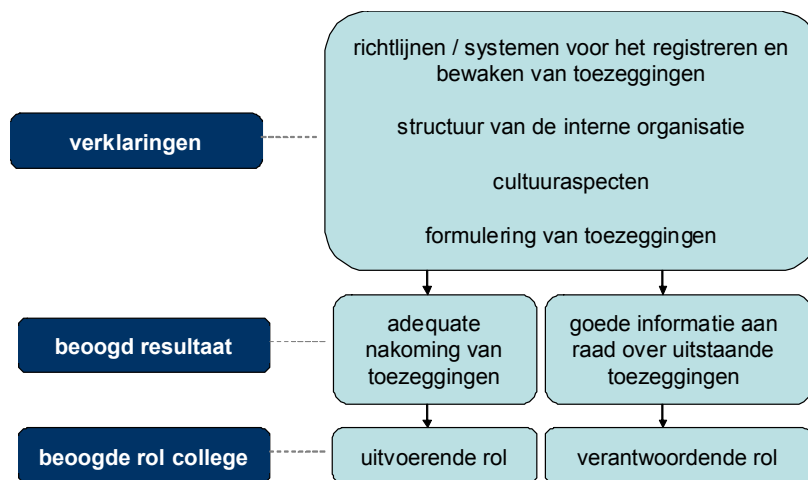 verklaringen
richtlijnen / systemen voor het registreren en
bewaken van toezeggingen
structuur van de interne organisatie
cultuuraspecten
formulering van toezeggingen
beoogd resultaat
adequate
nakoming van
toezeggingen
goede informatie aan
raad over uitstaande
toezeggingen
beoogde rol college
uitvoerende rol
verantwoordende rol